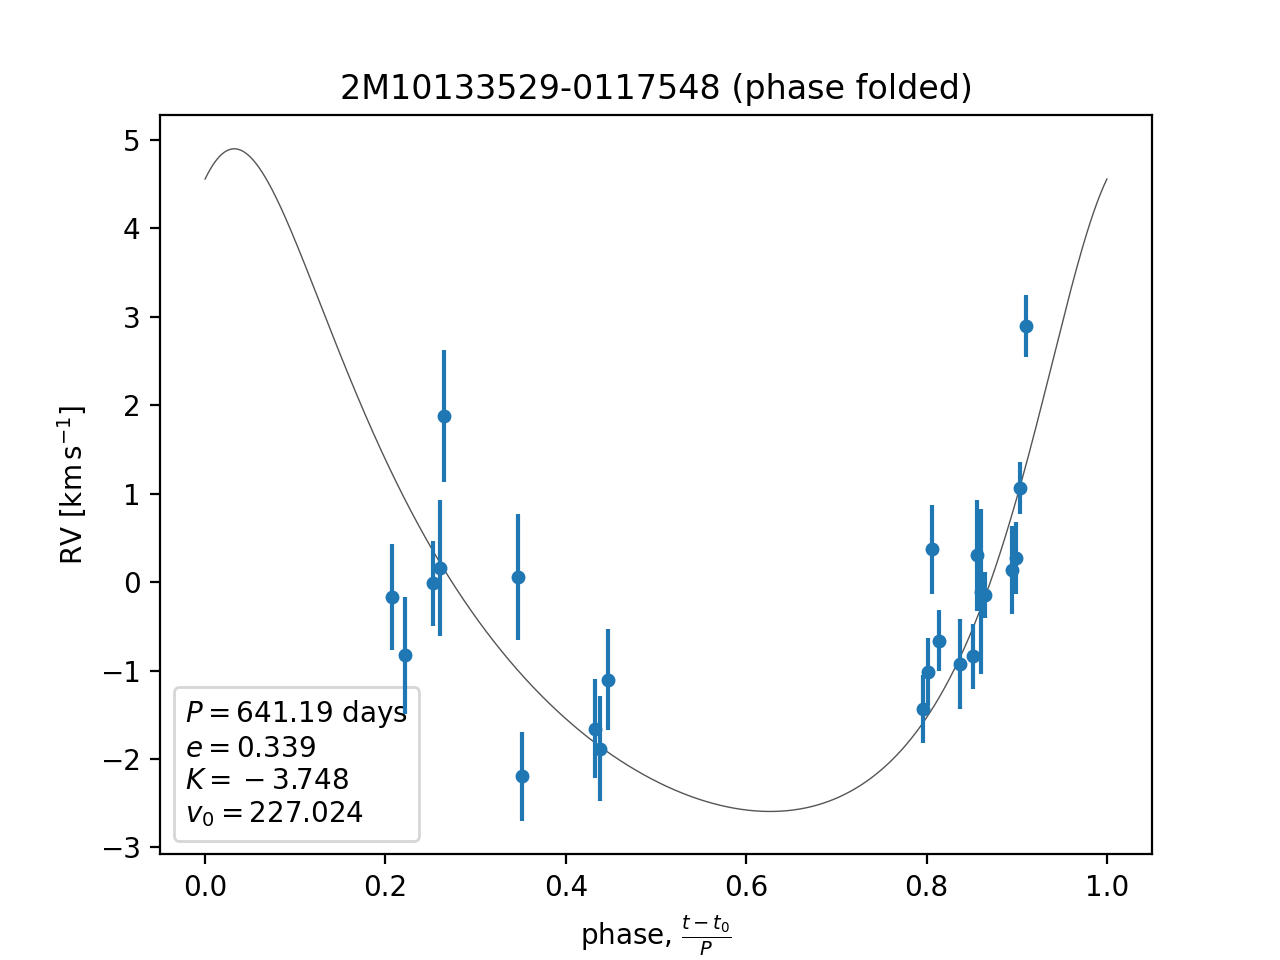 2M10133529-0117548 (phase folded)
RV [km s⁻¹]
5
4
3
2
1
0
−1
−2
−3
P = 641.19 days
e = 0.339
K = −3.748
v₀ = 227.024
0.0 0.2 0.4 0.6 0.8 1.0
phase, (t − t₀)/P